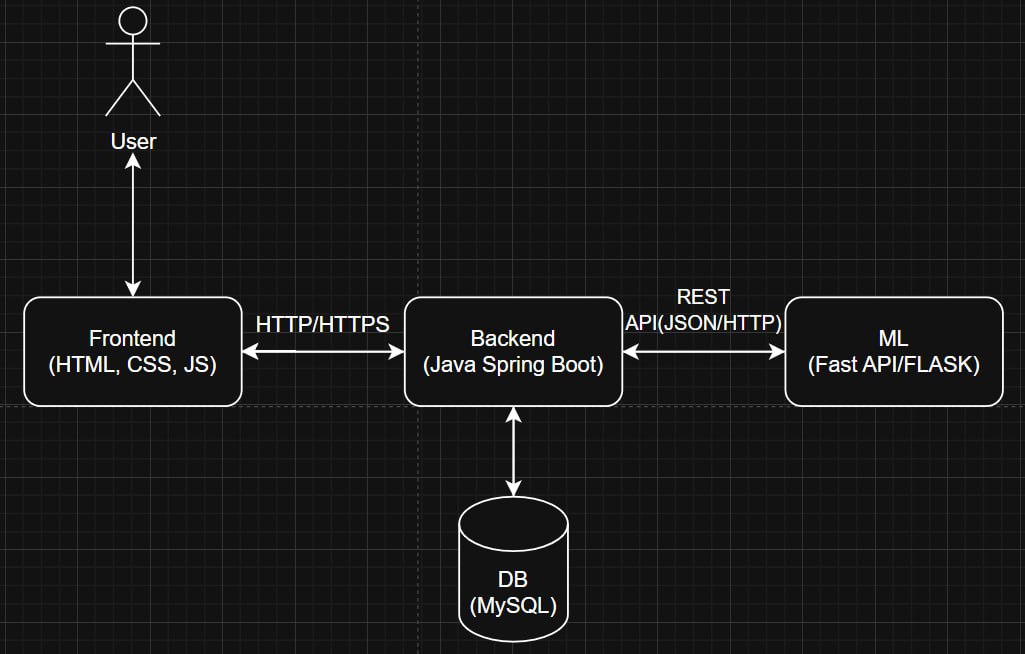 User
Frontend
(HTML, CSS, JS)
HTTP/HTTPS
Backend
(Java Spring Boot)
REST
API(JSON/HTTP)
ML
(Fast API/FLASK)
DB
(MySQL)